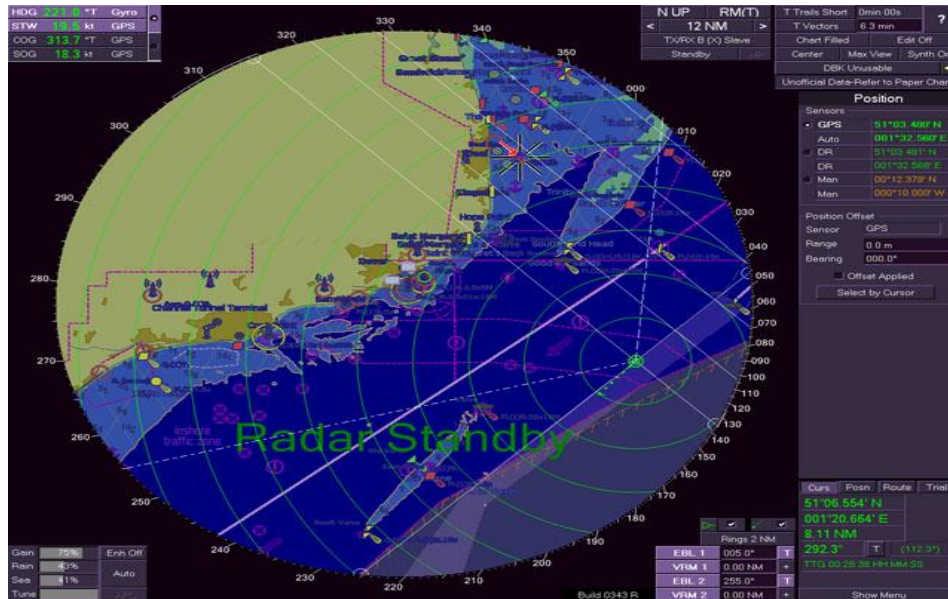 HDG 221.0 °T Gyro
STW 19.5 kt GPS
COG 313.7 °T GPS
SOG 18.3 kt GPS
N UP RM(T)
< 12 NM >
TX/RX B (X) Slave
Standby
T Trails Short 0min 00s
T Vectors 6.3 min
?
Chart Filled Edit Off
Center Max View
DBK Unusable
Unofficial Data-Refer to Paper Char
Position
Sensors
GPS 51°03.480' N
Auto 001°32.560' E
DR 51°03.481' N
DR 001°32.568' E
Man 00°12.378' N
Man 000°10.000' W
Position Offset
Sensor GPS
Range 0.0 m
Bearing 000.0°
Offset Applied
Select by Cursor
310
320
330
340
350
000
010
020
030
040
050
060
070
080
090
100
110
120
130
140
150
160
170
190
200
210
220
230
240
250
260
270
280
290
300
Hope Point
Channel Tunnel Terminal
inshore
traffic zone
Radar Standby
Curs Posn Route Trial
51°06.554' N
001°20.664' E
8.11 NM
292.3° T (112.3°)
TTG 00:26:38 HH:MM:SS
Show Menu
Gain 75% Enh Off
Rain 43%
Auto
Sea 41%
Tune
Rings 2 NM
EBL 1 005.0° T
VRM 1 0.00 NM +
EBL 2 255.0° T
VRM 2 0.00 NM +
Build 0343 R